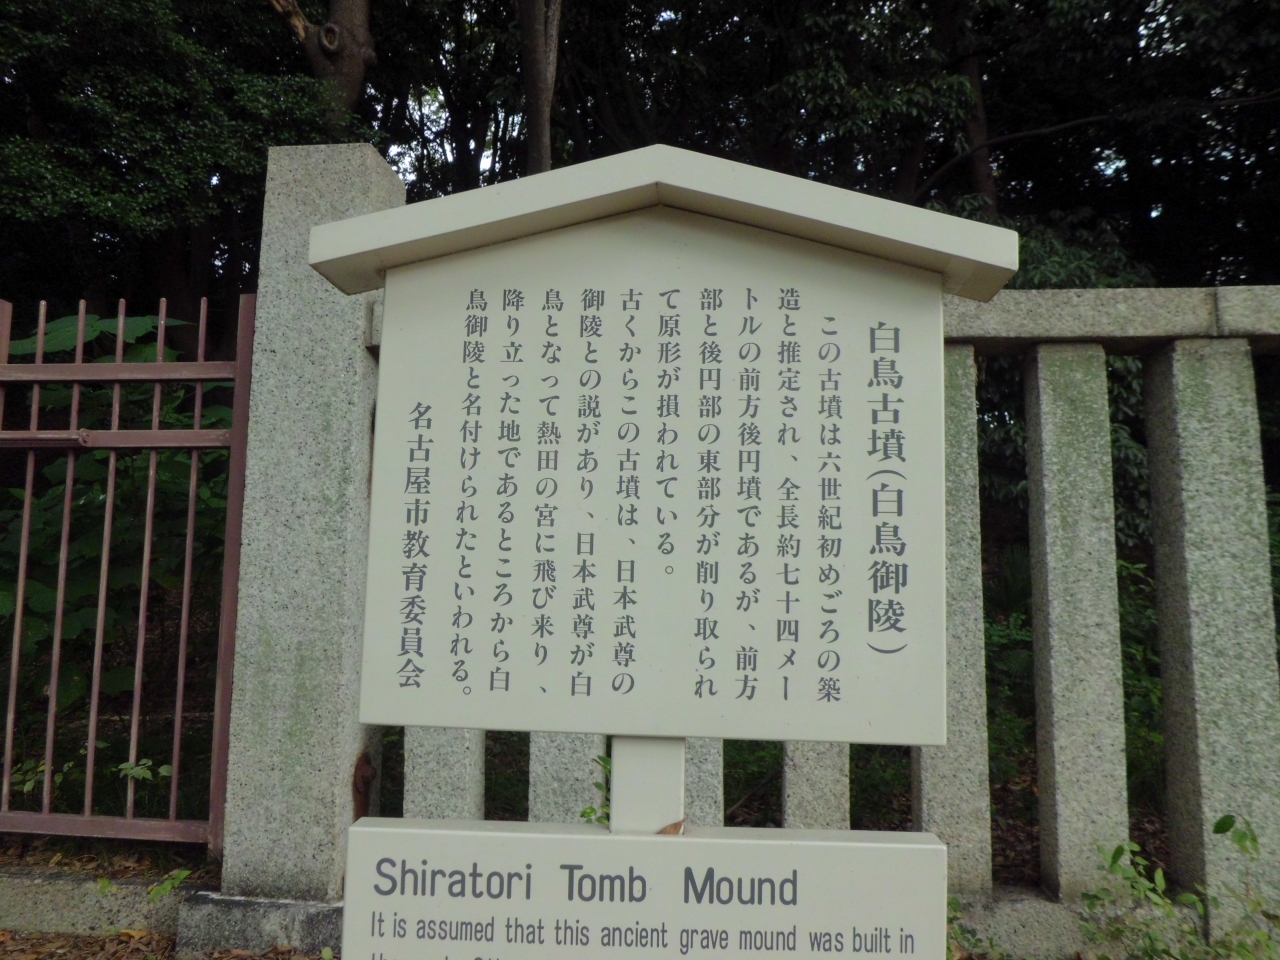 白鳥古墳(白鳥御陵)
この古墳は六世紀初めごろの築
造と推定され、全長約七十四メー
トルの前方後円墳であるが、前方
部と後円部の東部分が削り取られ
て原形が損われている。
古くからこの古墳は、日本武尊の
御陵との説があり、日本武尊が白
鳥となって熱田の宮に飛び来り、
降り立った地であるところから白
鳥御陵と名付けられたといわれる。
名古屋市教育委員会
Shiratori Tomb Mound
It is assumed that this ancient grave mound was built in